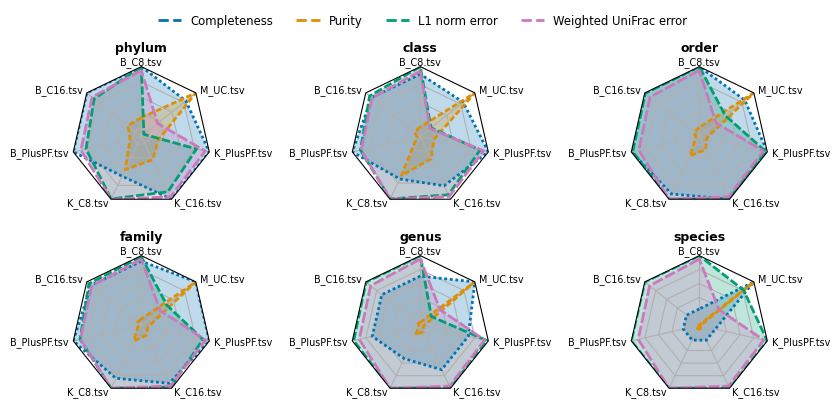 Completeness Purity L1 norm error Weighted UniFrac error
phylum class order
B_C8.tsv B_C8.tsv B_C8.tsv
B_C16.tsv M_UC.tsv B_C16.tsv M_UC.tsv B_C16.tsv M_UC.tsv
B_PlusPF.tsv K_PlusPF.tsv B_PlusPF.tsv K_PlusPF.tsv B_PlusPF.tsv K_PlusPF.tsv
K_C8.tsv K_C16.tsv K_C8.tsv K_C16.tsv K_C8.tsv K_C16.tsv
family genus species
B_C8.tsv B_C8.tsv B_C8.tsv
B_C16.tsv M_UC.tsv B_C16.tsv M_UC.tsv B_C16.tsv M_UC.tsv
B_PlusPF.tsv K_PlusPF.tsv B_PlusPF.tsv K_PlusPF.tsv B_PlusPF.tsv K_PlusPF.tsv
K_C8.tsv K_C16.tsv K_C8.tsv K_C16.tsv K_C8.tsv K_C16.tsv